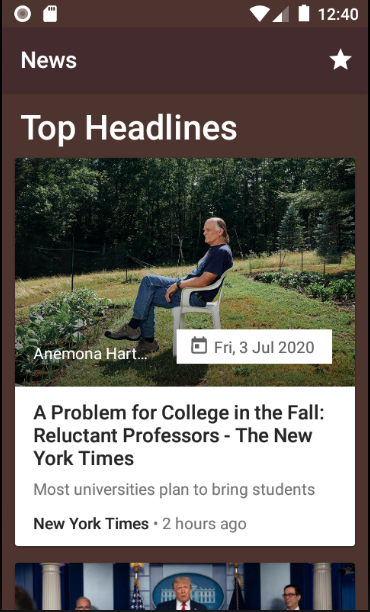 12:40
News
Top Headlines
Anemona Hart...
Fri, 3 Jul 2020
A Problem for College in the Fall:
Reluctant Professors - The New
York Times
Most universities plan to bring students
New York Times • 2 hours ago